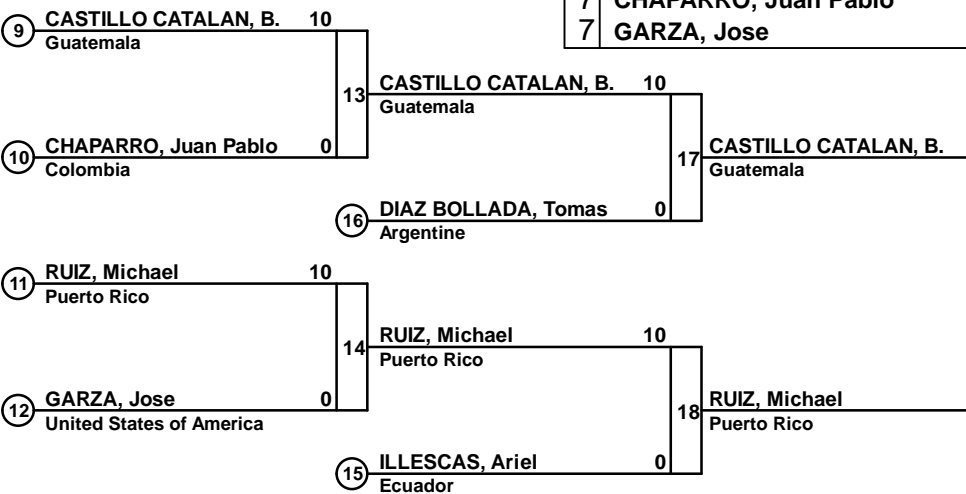 7 CHAPARRO, Juan Pablo
7 GARZA, Jose
9 CASTILLO CATALAN, B. 10
Guatemala
13
CASTILLO CATALAN, B. 10
Guatemala
10 CHAPARRO, Juan Pablo 0
Colombia
17
CASTILLO CATALAN, B.
Guatemala
16 DIAZ BOLLADA, Tomas 0
Argentine
11 RUIZ, Michael 10
Puerto Rico
14
RUIZ, Michael 10
Puerto Rico
12 GARZA, Jose 0
United States of America
18
RUIZ, Michael
Puerto Rico
15 ILLESCAS, Ariel 0
Ecuador